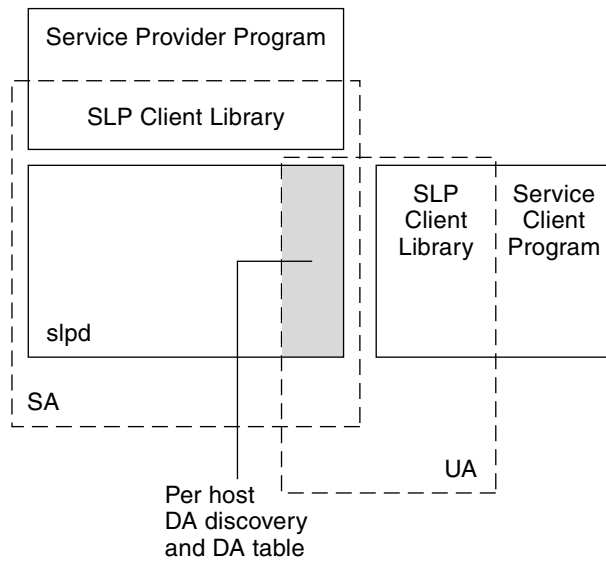 Service Provider Program
SLP Client Library
SLP
Client
Library
Service
Client
Program
slpd
SA
UA
Per host
DA discovery
and DA table